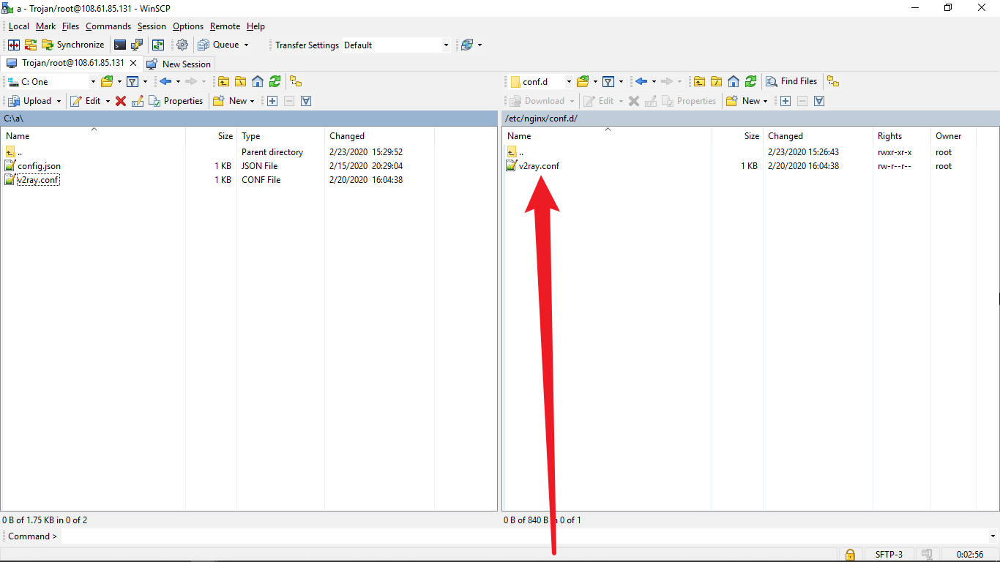 a - Trojan/root@108.61.85.131 - WinSCP
Local Mark Files Commands Session Options Remote Help
Synchronize Queue Transfer Settings Default
Trojan/root@108.61.85.131 New Session
C: One conf.d Find Files
Upload Edit Properties New Download Edit Properties New
C:\a\ /etc/nginx/conf.d/
Name Size Type Changed Name Size Changed Rights Owner
.. Parent directory 2/23/2020 15:29:52 .. 2/23/2020 15:26:43 rwxr-xr-x root
config.json 1 KB JSON File 2/15/2020 20:29:04 v2ray.conf 1 KB 2/20/2020 16:04:38 rw-r--r-- root
v2ray.conf 1 KB CONF File 2/20/2020 16:04:38
0 B of 1.75 KB in 0 of 2 0 B of 840 B in 0 of 1
Command >
SFTP-3 0:02:56